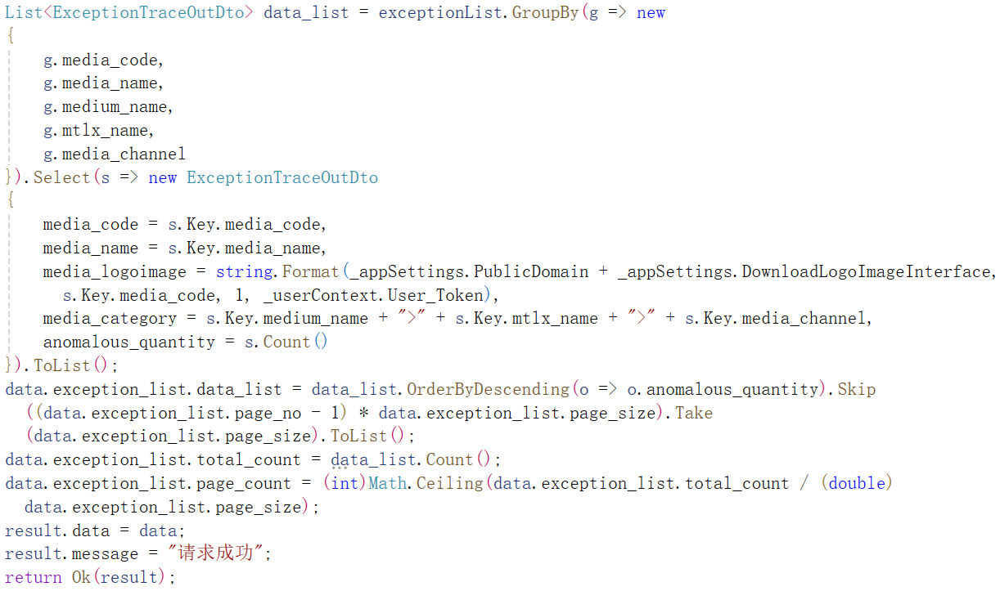 List<ExceptionTraceOutDto> data_list = exceptionList.GroupBy(g => new
{
    g.media_code,
    g.media_name,
    g.medium_name,
    g.mtlx_name,
    g.media_channel
}).Select(s => new ExceptionTraceOutDto
{
    media_code = s.Key.media_code,
    media_name = s.Key.media_name,
    media_logoimage = string.Format(_appSettings.PublicDomain + _appSettings.DownloadLogoImageInterface,
      s.Key.media_code, 1, _userContext.User_Token),
    media_category = s.Key.medium_name + ">" + s.Key.mtlx_name + ">" + s.Key.media_channel,
    anomalous_quantity = s.Count()
}).ToList();
data.exception_list.data_list = data_list.OrderByDescending(o => o.anomalous_quantity).Skip
  ((data.exception_list.page_no - 1) * data.exception_list.page_size).Take
  (data.exception_list.page_size).ToList();
data.exception_list.total_count = data_list.Count();
data.exception_list.page_count = (int)Math.Ceiling(data.exception_list.total_count / (double)
  data.exception_list.page_size);
result.data = data;
result.message = "请求成功";
return Ok(result);